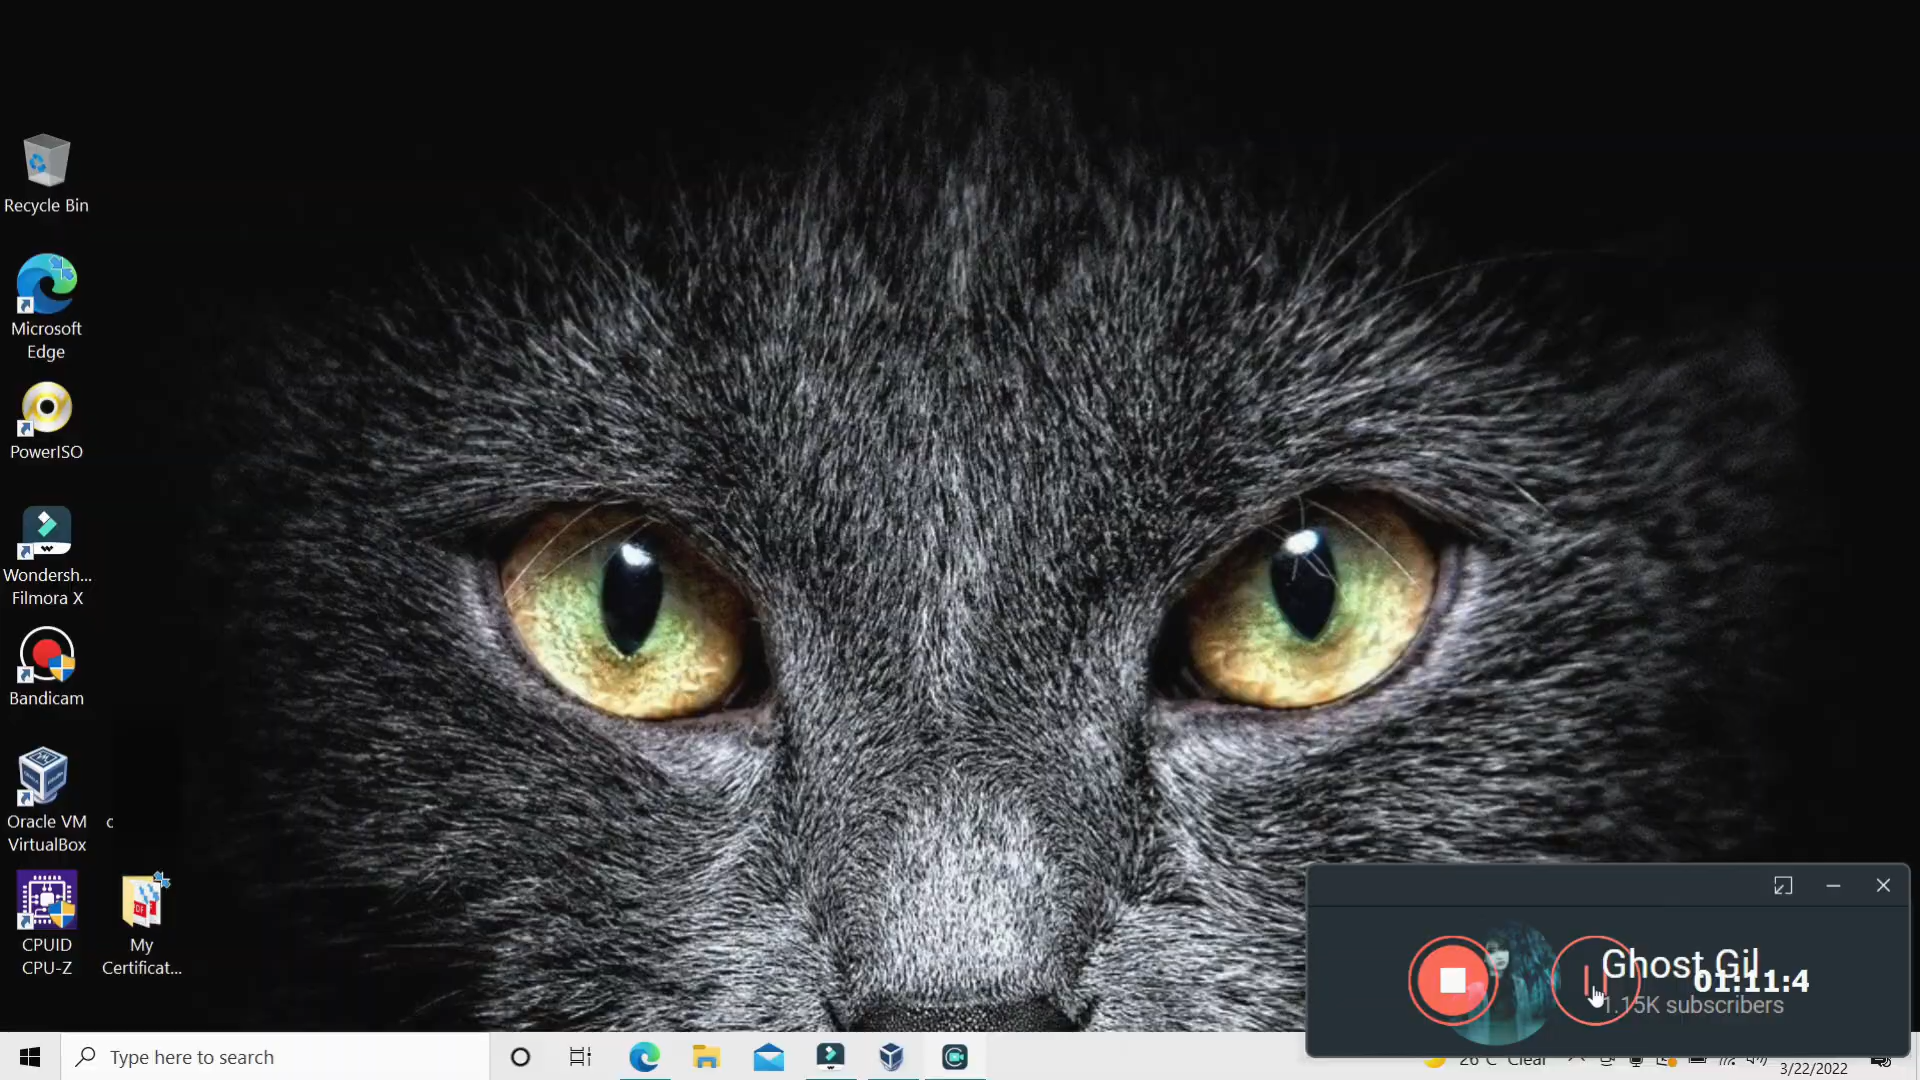 Recycle Bin
Microsoft
Edge
PowerISO
Wondersh...
Filmora X
Bandicam
Oracle VM
VirtualBox
c
CPUID
CPU-Z
My
Certificat...
Ghost Gil
01:11:4
1.15K subscribers
Type here to search
26°C Clear
3/22/2022